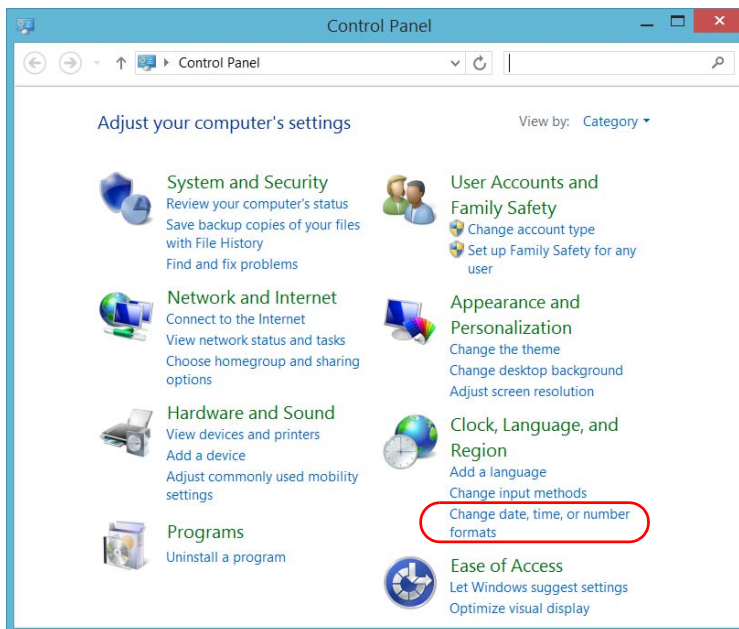 Control Panel
Control Panel
Adjust your computer's settings
View by: Category
System and Security
Review your computer's status
Save backup copies of your files
with File History
Find and fix problems
Network and Internet
Connect to the Internet
View network status and tasks
Choose homegroup and sharing
options
Hardware and Sound
View devices and printers
Add a device
Adjust commonly used mobility
settings
Programs
Uninstall a program
User Accounts and
Family Safety
Change account type
Set up Family Safety for any
user
Appearance and
Personalization
Change the theme
Change desktop background
Adjust screen resolution
Clock, Language, and
Region
Add a language
Change input methods
Change date, time, or number
formats
Ease of Access
Let Windows suggest settings
Optimize visual display